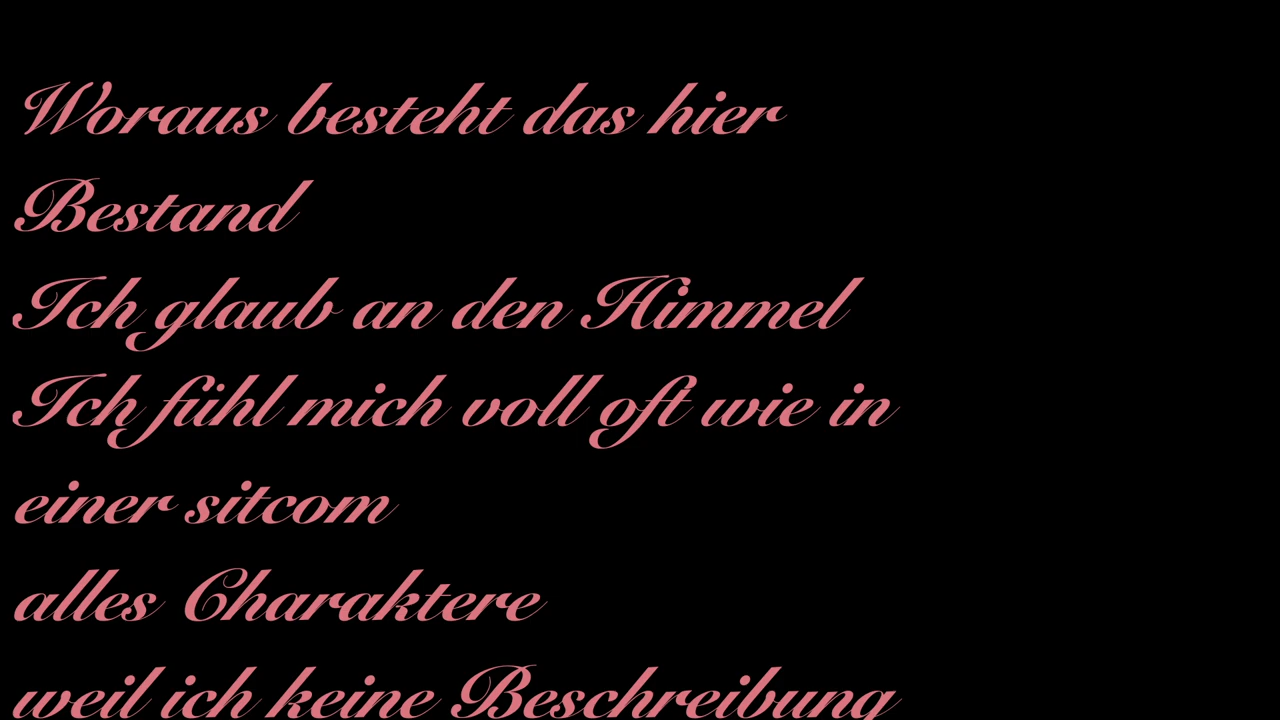 Woraus besteht das hier
Bestand
Ich glaub an den Himmel
Ich fühl mich voll oft wie in
einer sitcom
alles Charaktere
weil ich keine Beschreibung